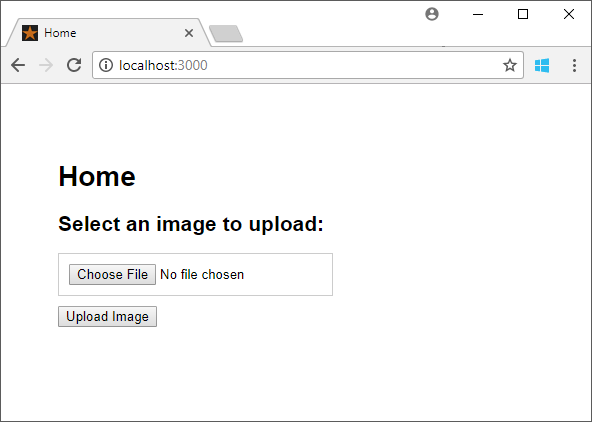 Home
localhost:3000
Home
Select an image to upload:
Choose File No file chosen
Upload Image